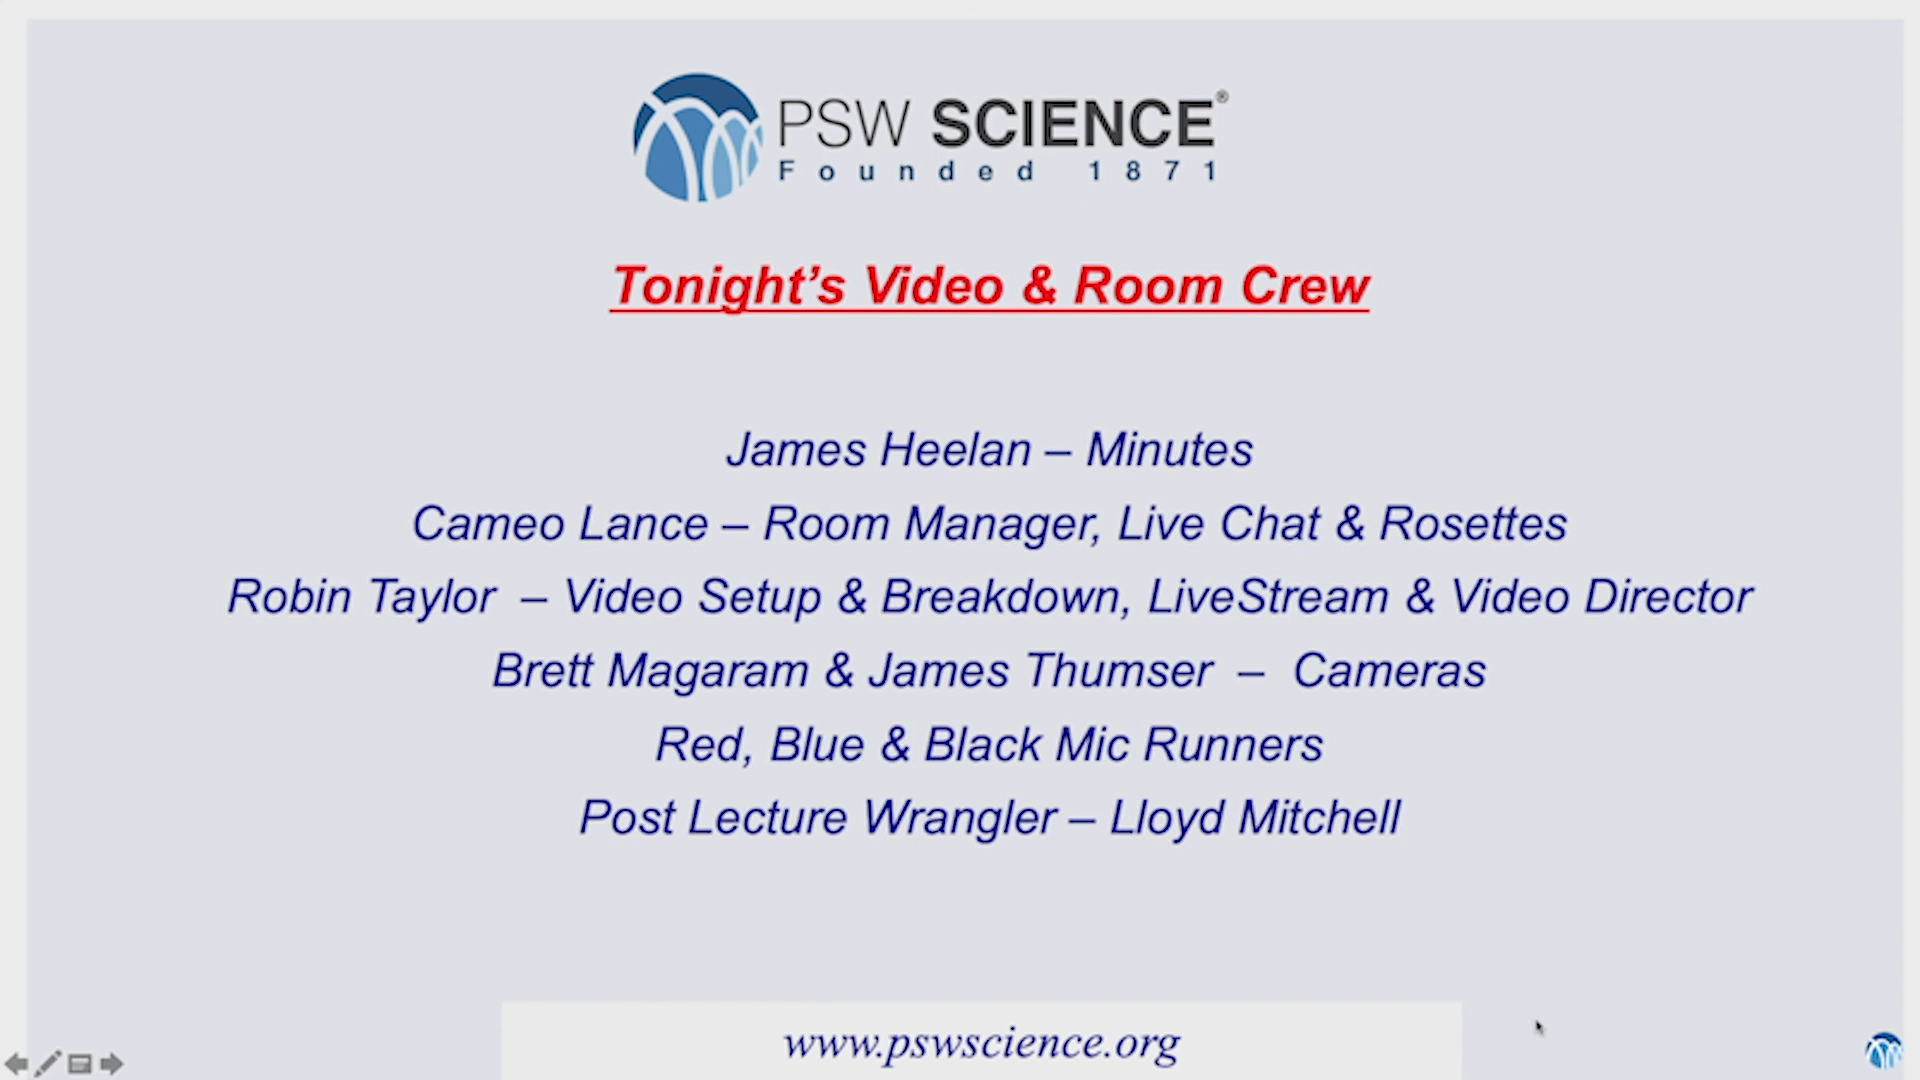 PSW SCIENCE®
Founded 1871
Tonight’s Video & Room Crew
James Heelan – Minutes
Cameo Lance – Room Manager, Live Chat & Rosettes
Robin Taylor – Video Setup & Breakdown, LiveStream & Video Director
Brett Magaram & James Thumser – Cameras
Red, Blue & Black Mic Runners
Post Lecture Wrangler – Lloyd Mitchell
www.pswscience.org